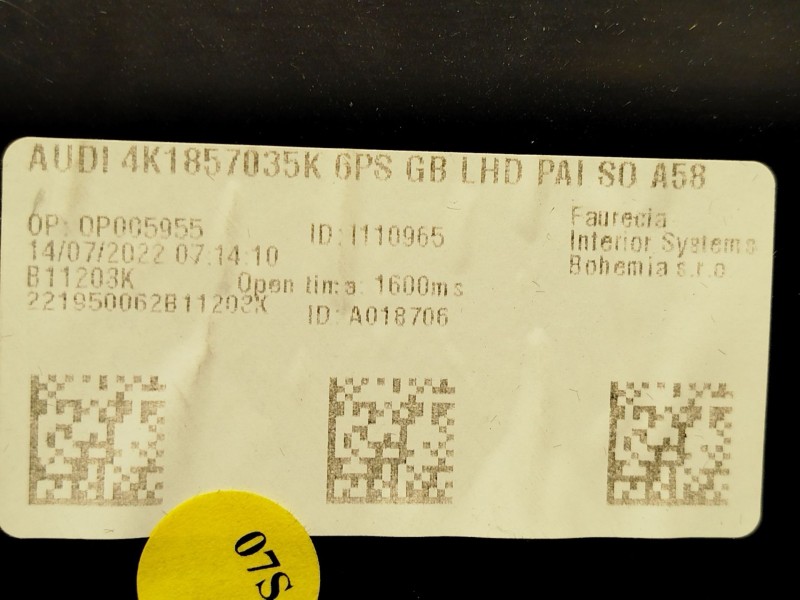 AUDI 4K1857035K 6PS GB LHD PAI SO A58
OP: OP005955
14/07/2022 07:14:10
B11203K
221950062B11203K
ID: I110965
Open time: 1600ms
ID: A018706
Faurecia
Interior Systems
Bohemia s.r.o
07S